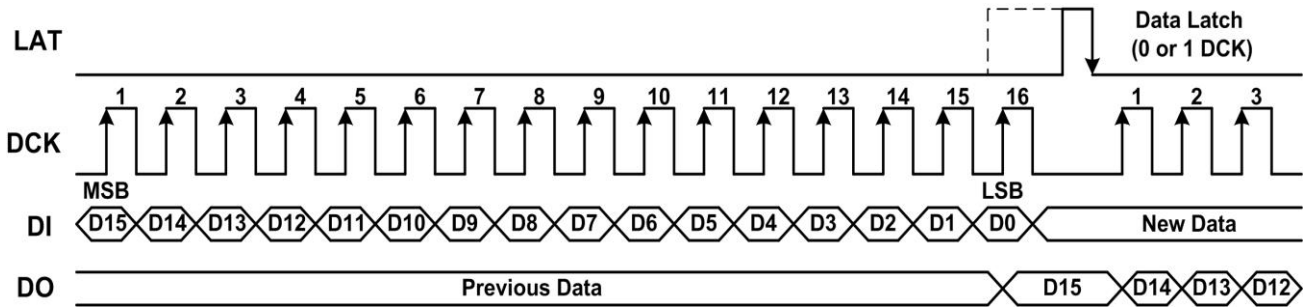 LAT Data Latch
(0 or 1 DCK)
1 2 3 4 5 6 7 8 9 10 11 12 13 14 15 16 1 2 3
DCK
MSB LSB
DI D15 D14 D13 D12 D11 D10 D9 D8 D7 D6 D5 D4 D3 D2 D1 D0 New Data
DO Previous Data D15 D14 D13 D12